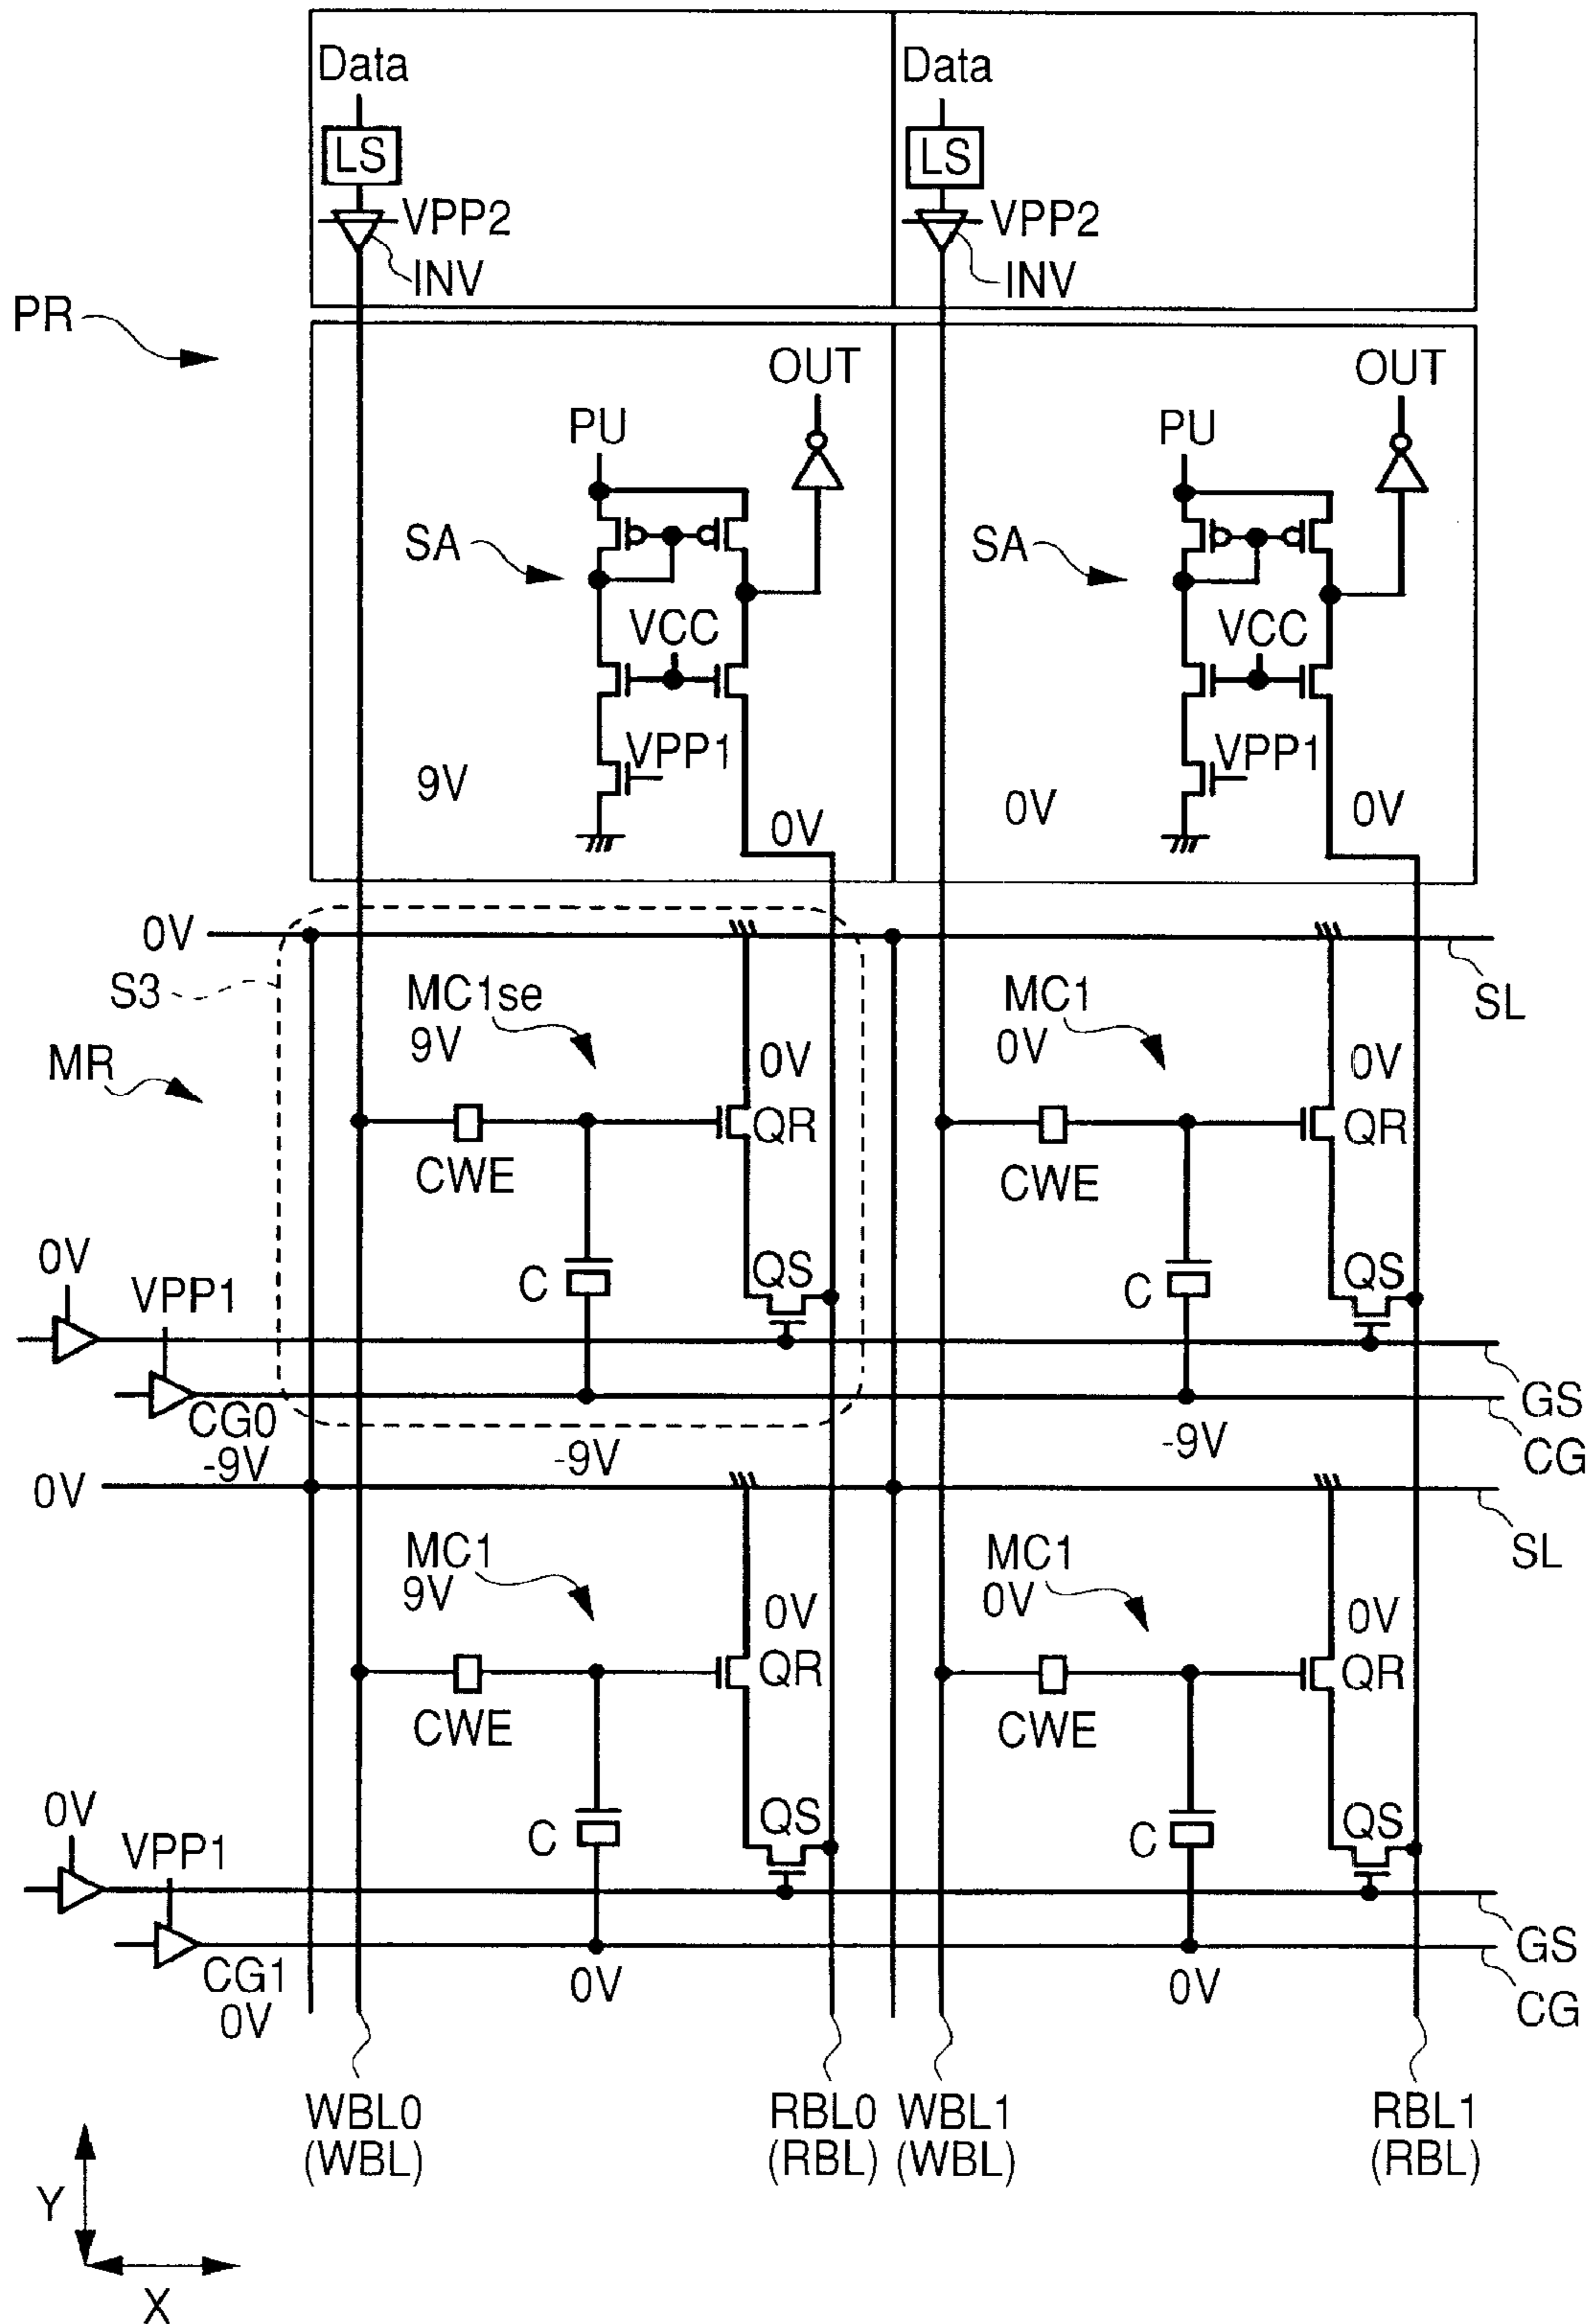 Data
Data
LS
LS
VPP2
VPP2
INV
INV
PR
OUT
OUT
PU
PU
SA
SA
VCC
VCC
VPP1
VPP1
9V
0V
0V
0V
0V
S3
MC1se
9V
MC1
0V
SL
MR
0V
0V
QR
QR
CWE
CWE
0V
VPP1
C
QS
C
QS
GS
CG0
-9V
-9V
-9V
CG
0V
SL
MC1
9V
MC1
0V
0V
0V
QR
QR
CWE
CWE
0V
VPP1
C
QS
C
QS
GS
CG1
0V
0V
0V
CG
WBL0
(WBL)
RBL0
(RBL)
WBL1
(WBL)
RBL1
(RBL)
Y
X